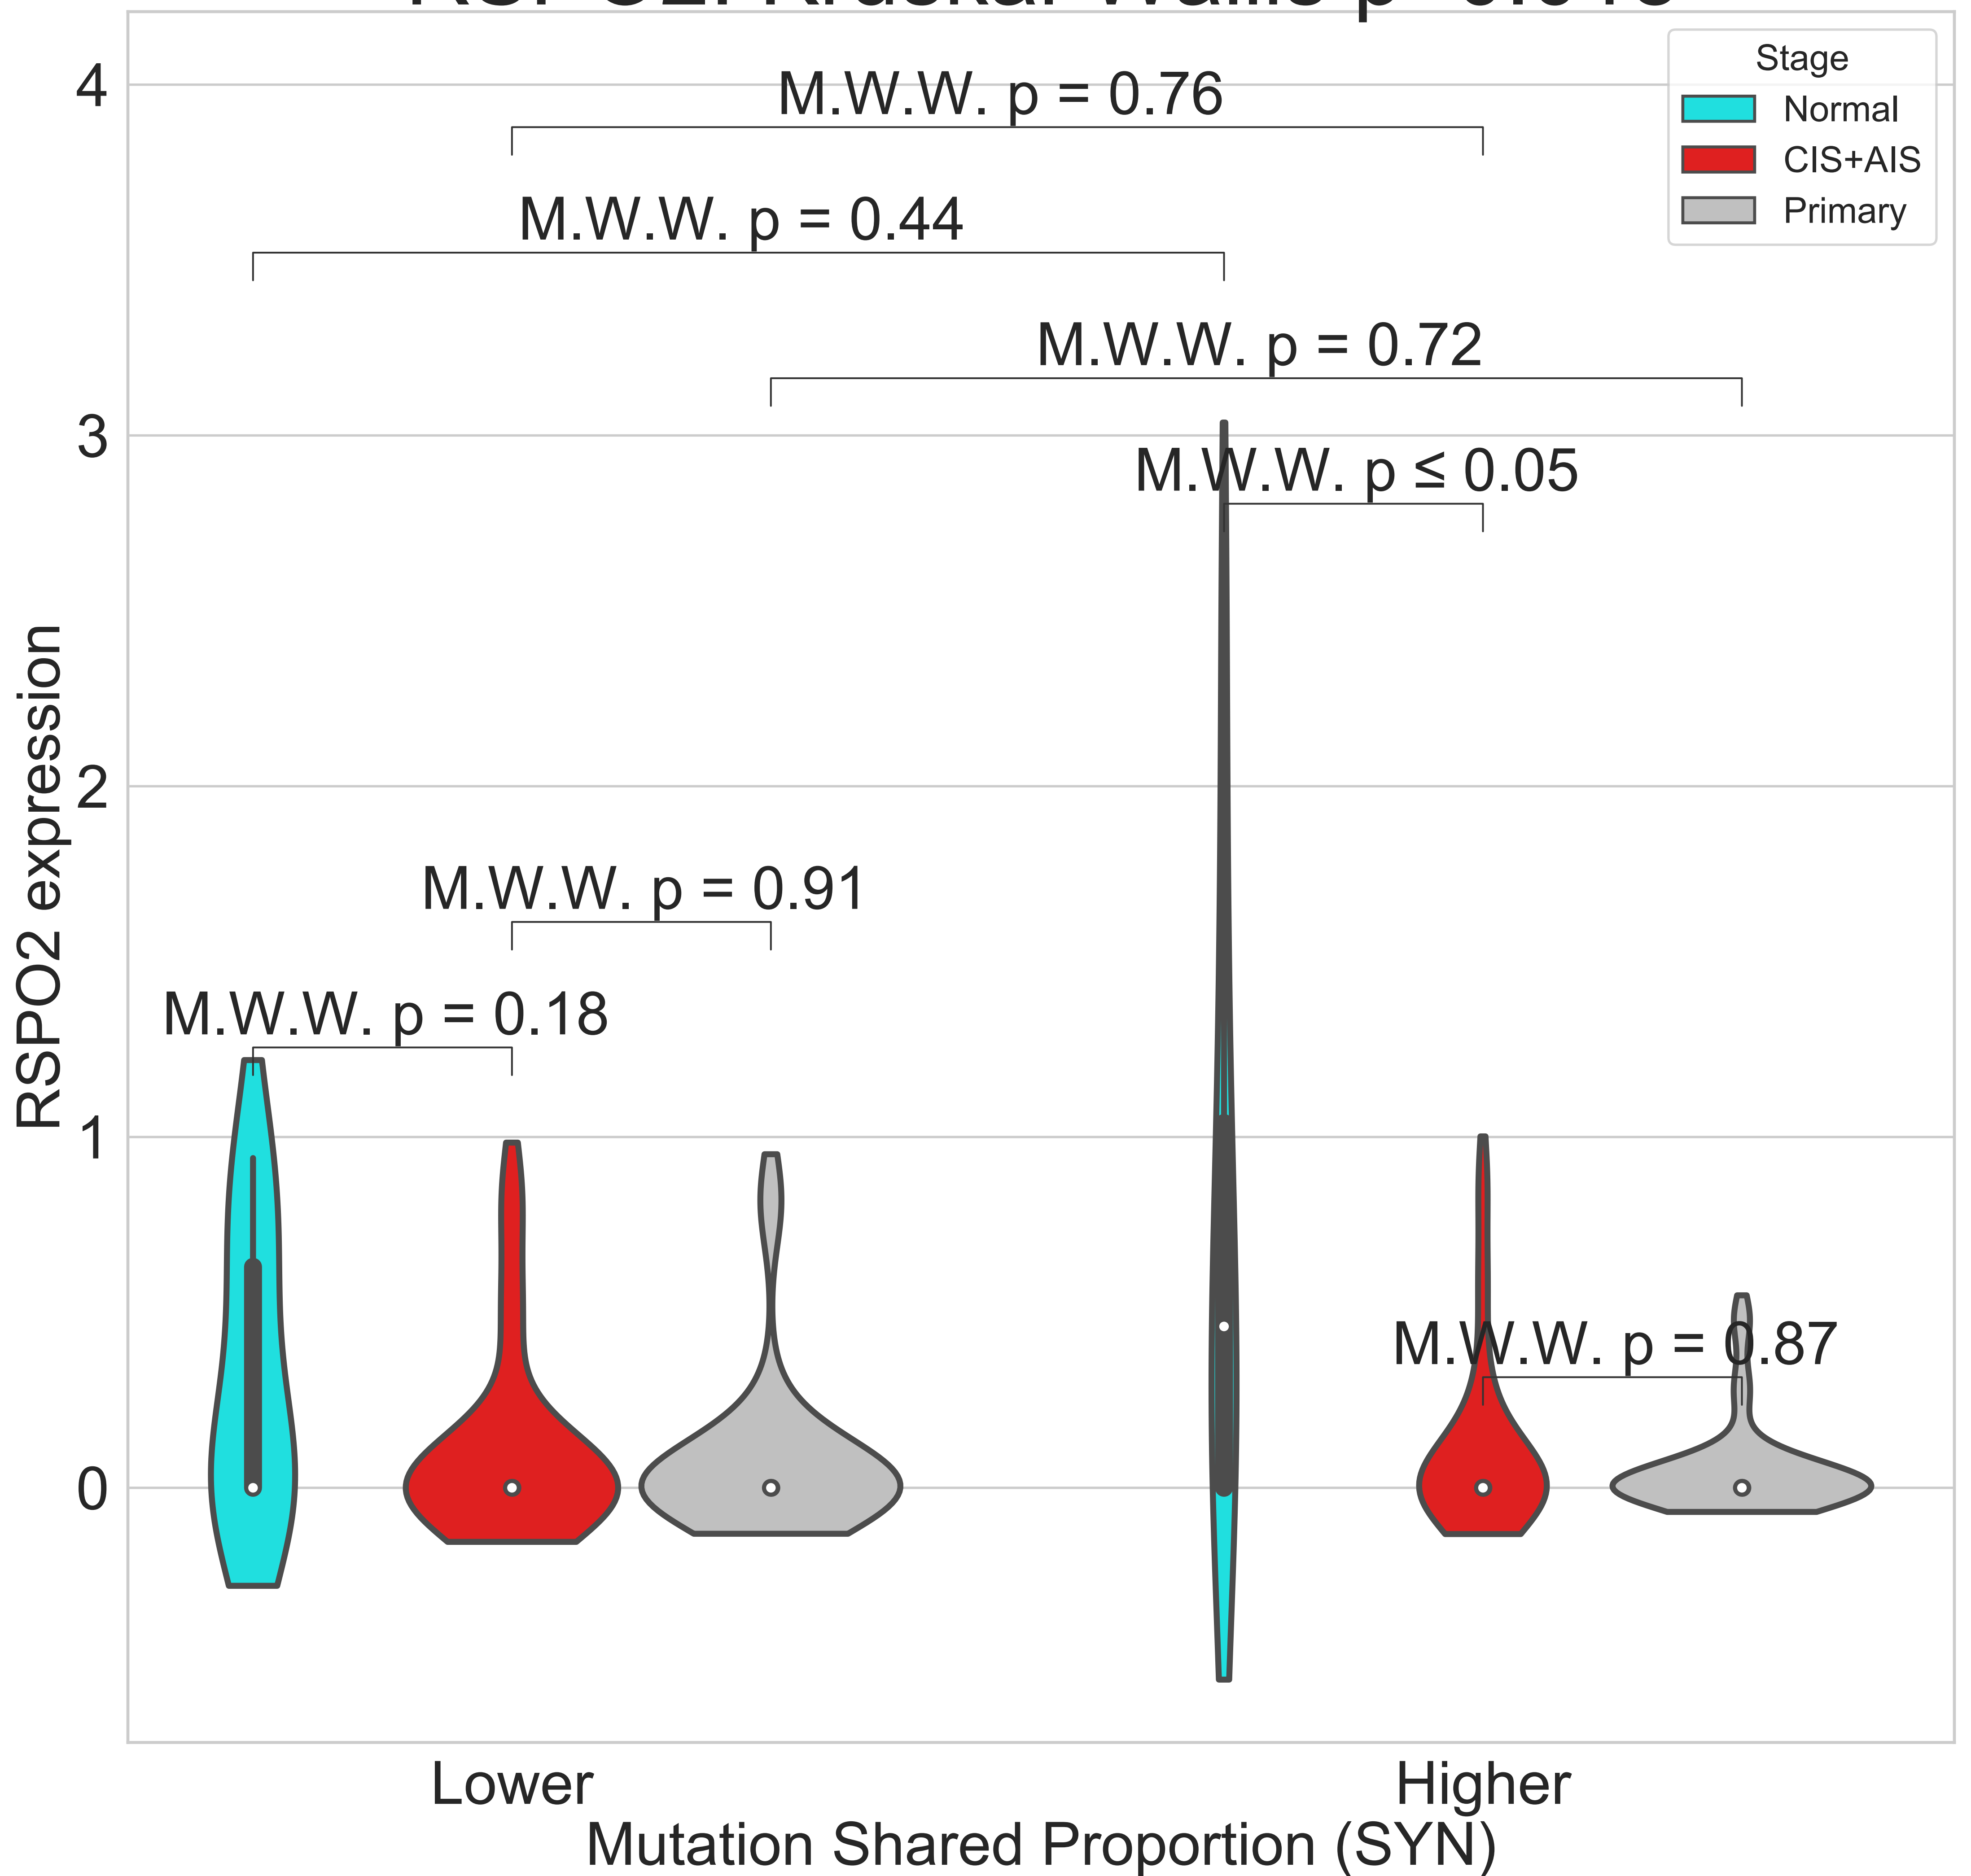 Stage
Normal
CIS+AIS
Primary
M.W.W. p = 0.76
M.W.W. p = 0.44
M.W.W. p = 0.72
M.W.W. p ≤ 0.05
M.W.W. p = 0.91
M.W.W. p = 0.18
M.W.W. p = 0.87
4
3
2
1
0
RSPO2 expression
Lower
Higher
Mutation Shared Proportion (SYN)